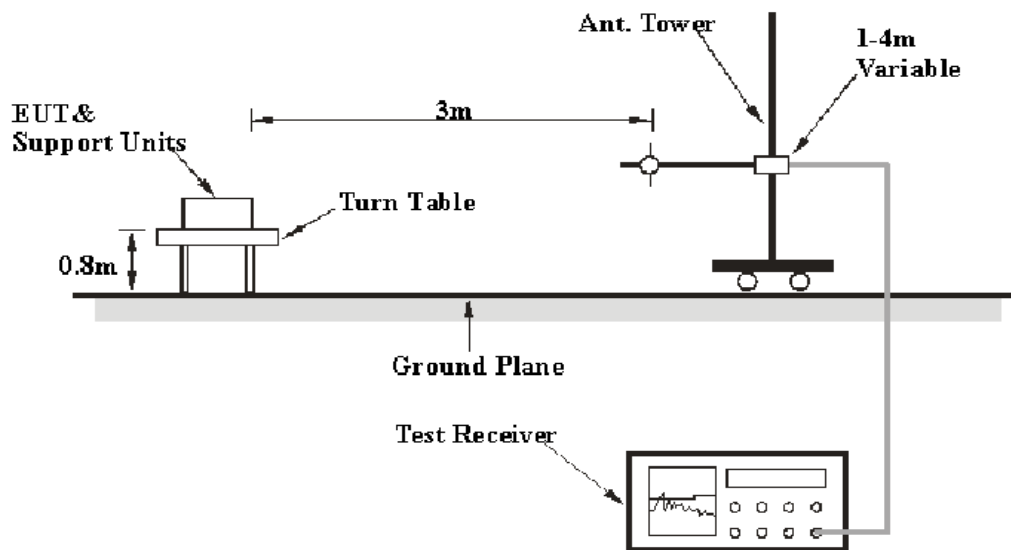 Ant. Tower
1-4m
Variable
3m
EUT&
Support Units
Turn Table
0.8m
Ground Plane
Test Receiver